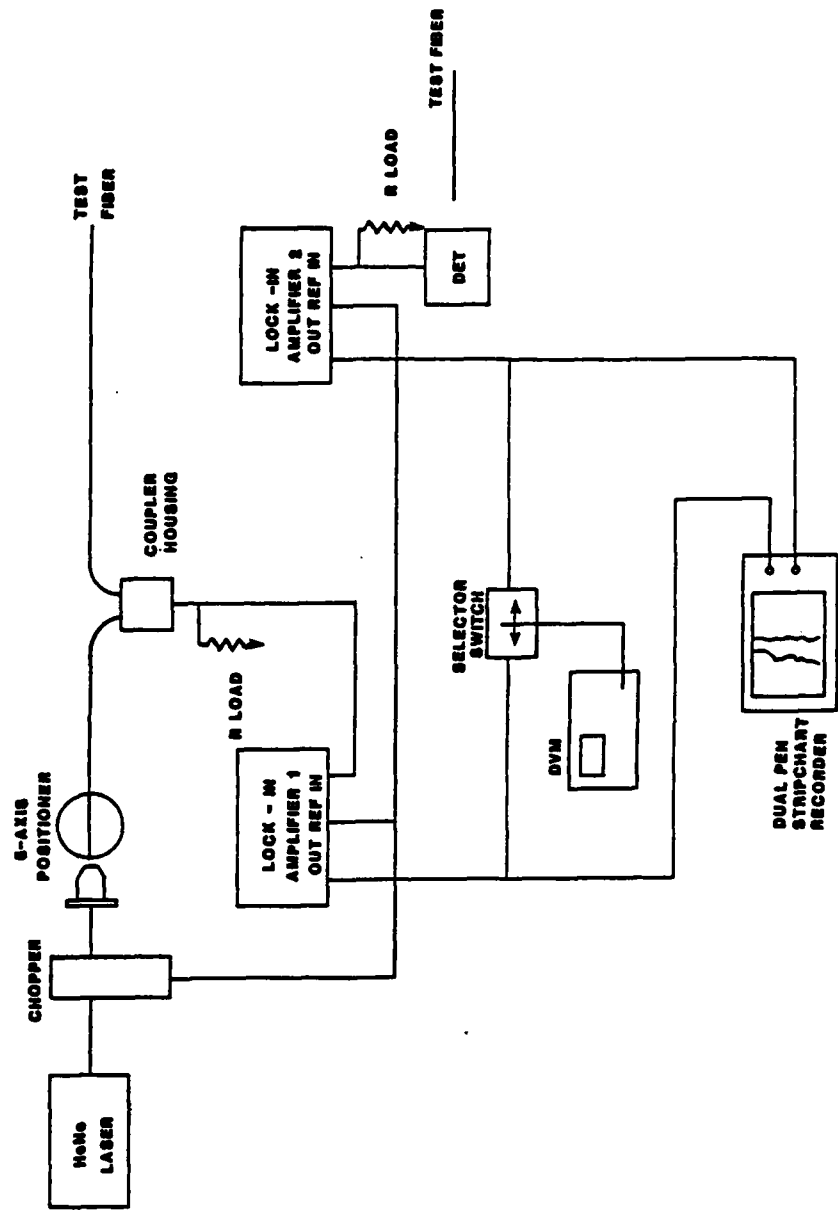 HeNe
LASER
CHOPPER
5-AXIS
POSITIONER
COUPLER
HOUSING
TEST
FIBER
R LOAD
LOCK - IN
AMPLIFIER 1
OUT REF IN
LOCK -IN
AMPLIFIER 2
OUT REF IN
R LOAD
DET
TEST FIBER
SELECTOR
SWITCH
DVM
DUAL PEN
STRIPCHART
RECORDER